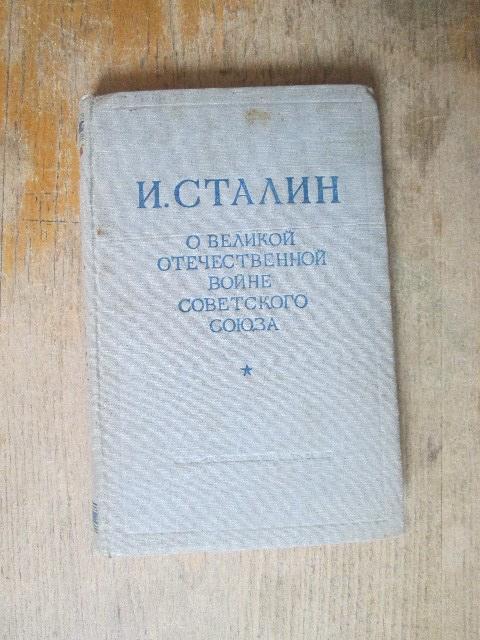 И. СТАЛИН
О ВЕЛИКОЙ
ОТЕЧЕСТВЕННОЙ
ВОЙНЕ
СОВЕТСКОГО
СОЮЗА